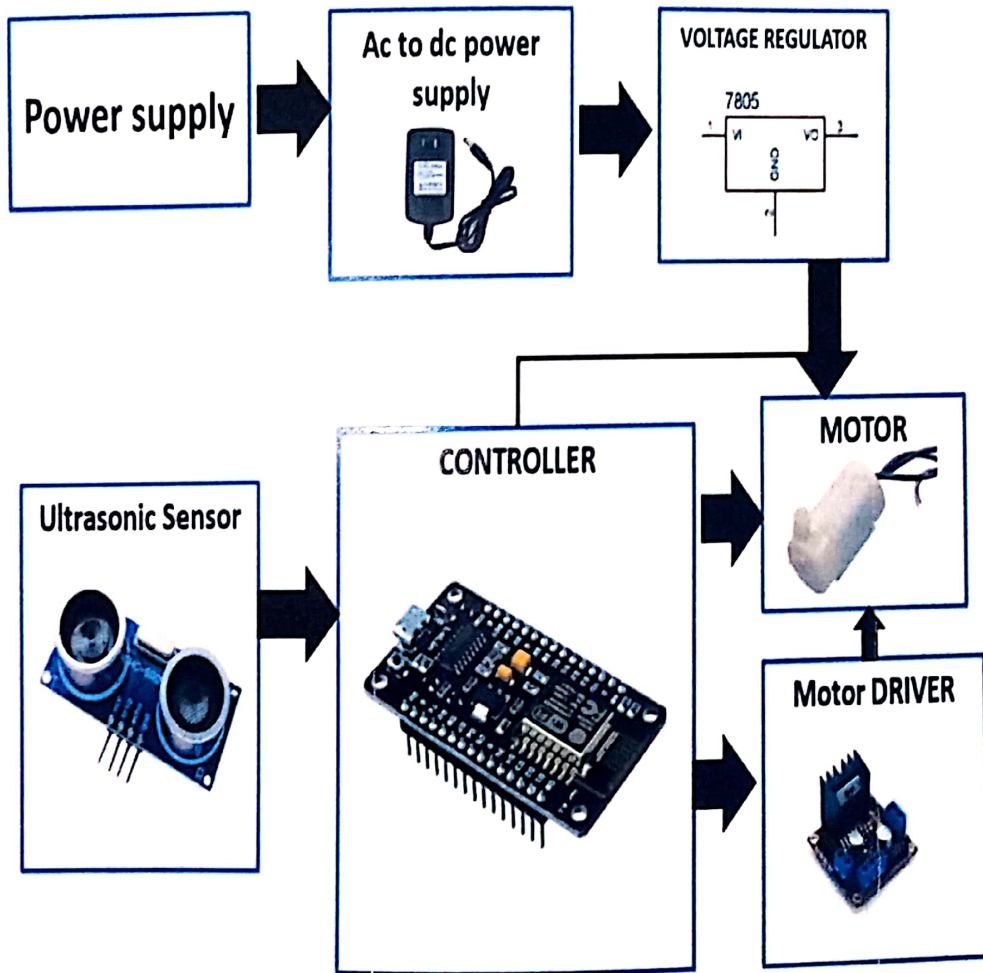 Power supply
Ac to dc power
supply
VOLTAGE REGULATOR
7805
1
VI
VO
3
GND
2
CONTROLLER
MOTOR
Ultrasonic Sensor
Motor DRIVER